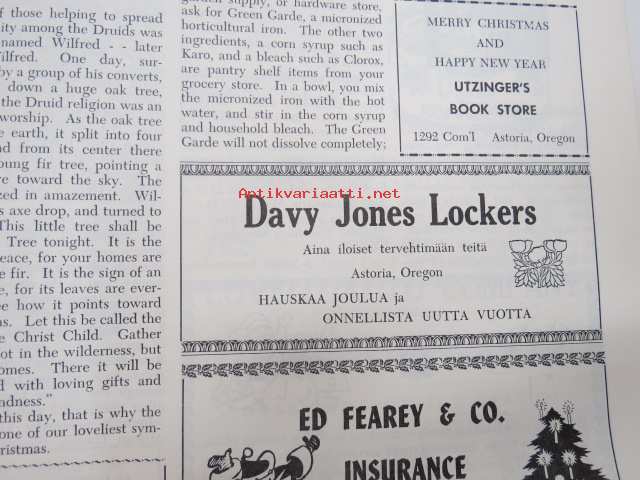 f those helping to spread
ity among the Druids was
named Wilfred - - later
ilfred. One day, sur-
by a group of his converts,
down a huge oak tree,
the Druid religion was an
worship. As the oak tree
e earth, it split into four
nd from its center there
oung fir tree, pointing a
re toward the sky. The
zed in amazement. Wil-
s axe drop, and turned to
This little tree shall be
Tree tonight. It is the
eace, for your homes are
e fir. It is the sign of an
e, for its leaves are ever-
ee how it points toward
ns. Let this be called the
e Christ Child. Gather
ot in the wilderness, but
omes. There it will be
d with loving gifts and
ndness."
this day, that is why the
one of our loveliest sym-
hristmas.
garden supply, or hardware store,
ask for Green Garde, a micronized
horticultural iron. The other two
ingredients, a corn syrup such as
Karo, and a bleach such as Clorox,
are pantry shelf items from your
grocery store. In a bowl, you mix
the micronized iron with the hot
water, and stir in the corn syrup
and household bleach. The Green
Garde will not dissolve completely;
MERRY CHRISTMAS
AND
HAPPY NEW YEAR
UTZINGER'S
BOOK STORE
1292 Com'l Astoria, Oregon
Antikvariaatti.net
Davy Jones Lockers
Aina iloiset tervehtimään teitä
Astoria, Oregon
HAUSKAA JOULUA ja
ONNELLISTA UUTTA VUOTTA
ED FEAREY & CO.
INSURANCE